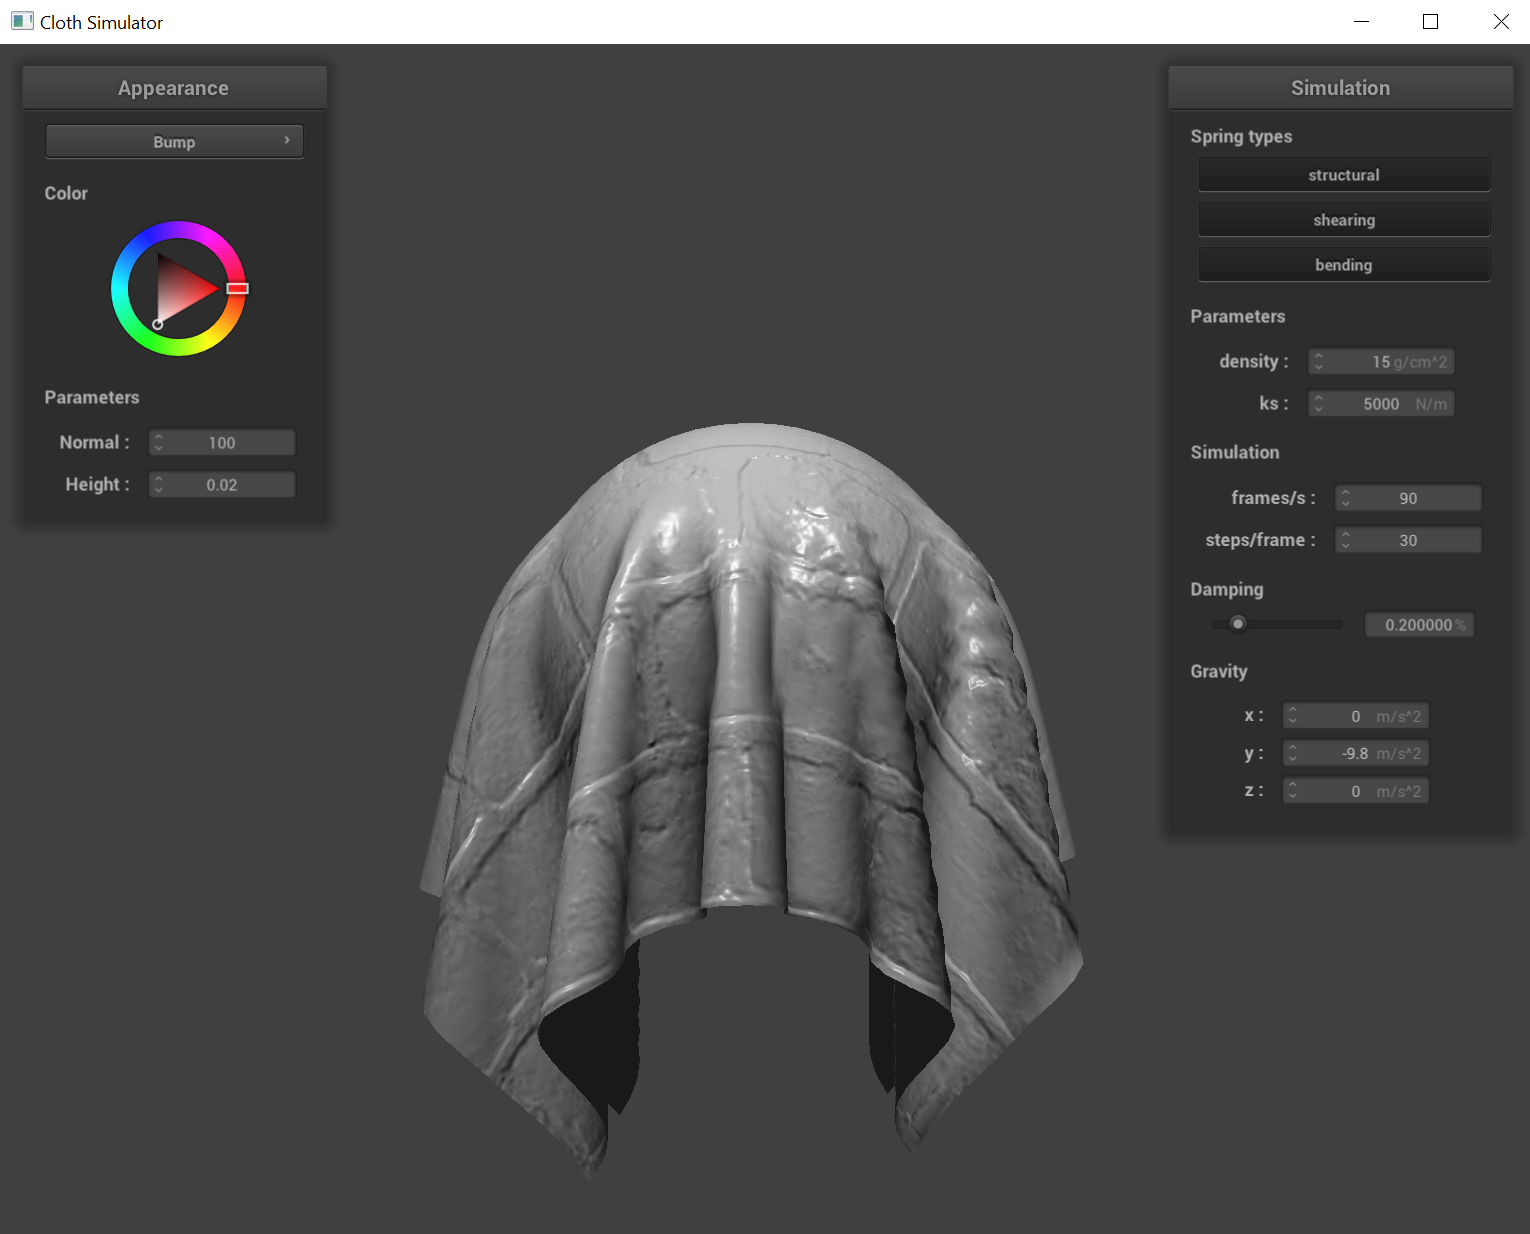 Cloth Simulator
Appearance
Bump
Color
Parameters
Normal : 100
Height : 0.02
Simulation
Spring types
structural
shearing
bending
Parameters
density : 15 g/cm^2
ks : 5000 N/m
Simulation
frames/s : 90
steps/frame : 30
Damping
0.200000 %
Gravity
x : 0 m/s^2
y : -9.8 m/s^2
z : 0 m/s^2